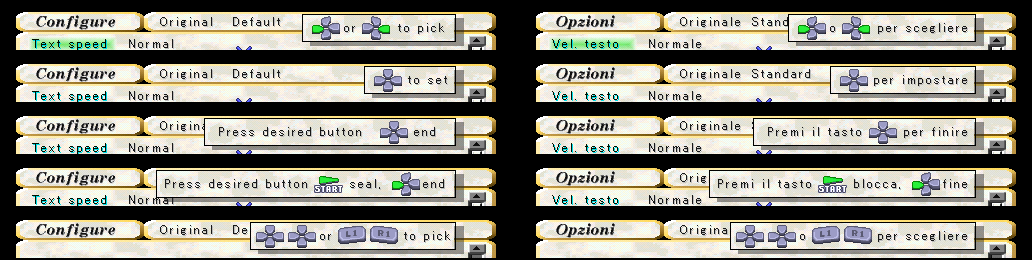 Configure Original Default or to pick
Text speed Normal
Opzioni Originale Stand o per scegliere
Vel. testo Normale
Configure Original Default to set
Text speed Normal
Opzioni Originale Standard per impostare
Vel. testo Normale
Configure Origin Press desired button end
Text speed Normal
Opzioni Originale Premi il tasto per finire
Vel. testo Normale
Configure Press desired button START seal, end
Text speed Normal
Opzioni Orig Premi il tasto START blocca, fine
Vel. testo Normale
Configure Original De or L1 R1 to pick
Opzioni Origina o L1 R1 per scegliere